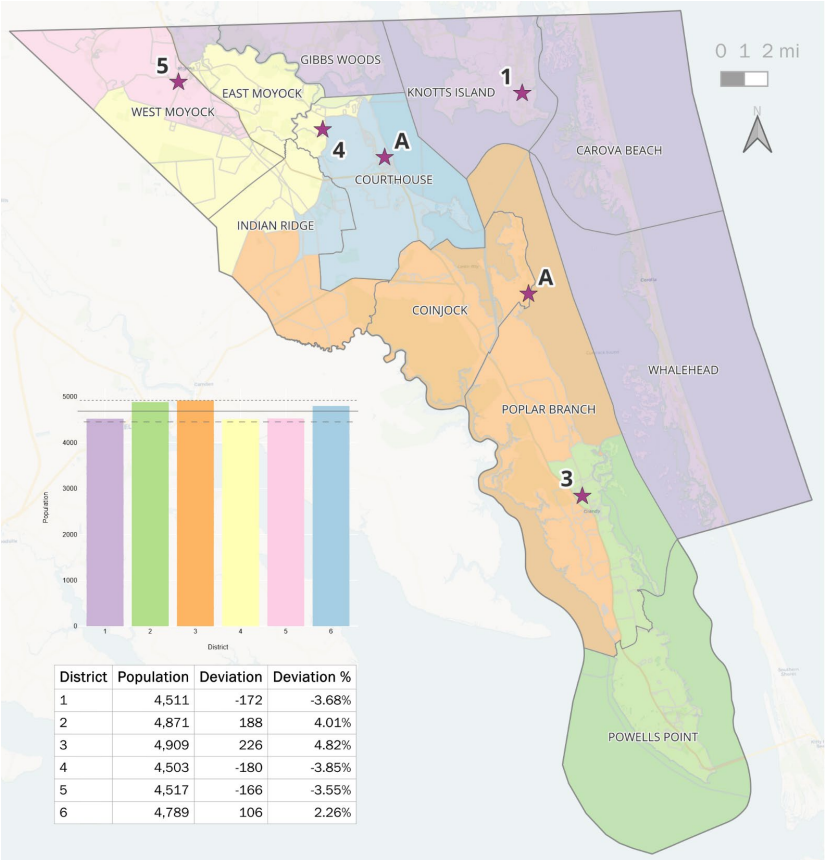 0 1 2 mi
N
GIBBS WOODS
5
1
EAST MOYOCK
KNOTTS ISLAND
WEST MOYOCK
4
A
CAROVA BEACH
COURTHOUSE
INDIAN RIDGE
A
COINJOCK
WHALEHEAD
POPLAR BRANCH
3
POWELLS POINT
5000
4000
3000
2000
1000
0
Population
1 2 3 4 5 6
District
District Population Deviation Deviation %
1 4,511 -172 -3.68%
2 4,871 188 4.01%
3 4,909 226 4.82%
4 4,503 -180 -3.85%
5 4,517 -166 -3.55%
6 4,789 106 2.26%